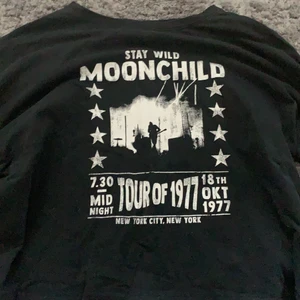 STAY WILD
MOONCHILD
7.30 – MID NIGHT
TOUR OF 1977
18TH OKT 1977
NEW YORK CITY, NEW YORK